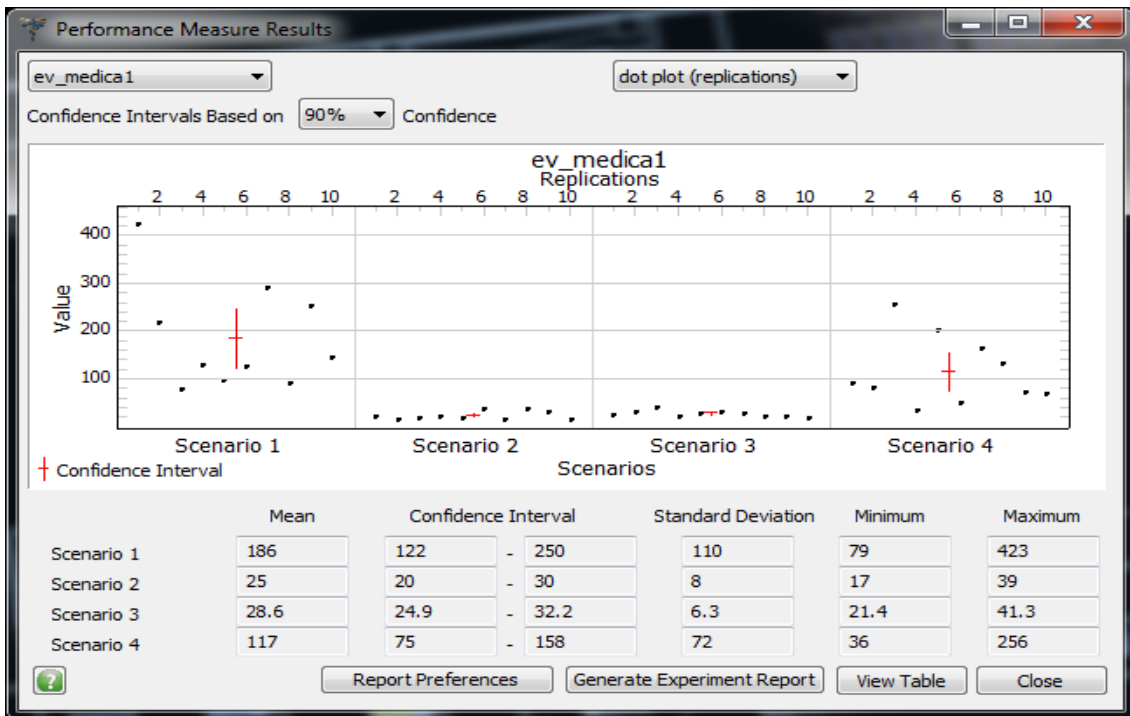 Performance Measure Results
ev_medica1 dot plot (replications)
Confidence Intervals Based on 90% Confidence
ev_medica1
Replications
2 4 6 8 10 2 4 6 8 10 2 4 6 8 10 2 4 6 8 10
400
300
200
100
Value
Scenario 1 Scenario 2 Scenario 3 Scenario 4
Confidence Interval Scenarios
Mean Confidence Interval Standard Deviation Minimum Maximum
Scenario 1 186 122 - 250 110 79 423
Scenario 2 25 20 - 30 8 17 39
Scenario 3 28.6 24.9 - 32.2 6.3 21.4 41.3
Scenario 4 117 75 - 158 72 36 256
? Report Preferences Generate Experiment Report View Table Close